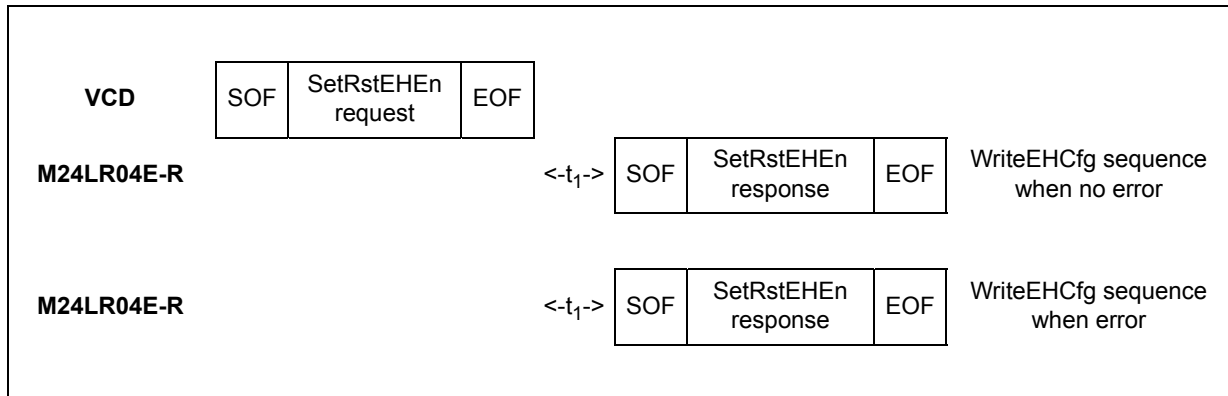 VCD SOF SetRstEHEn request EOF
M24LR04E-R <-t1-> SOF SetRstEHEn response EOF WriteEHCfg sequence when no error
M24LR04E-R <-t1-> SOF SetRstEHEn response EOF WriteEHCfg sequence when error